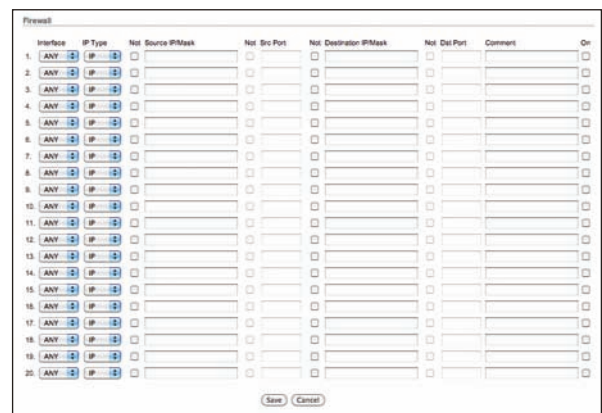 Firewall
Interface IP Type Not Source IP/Mask Not Src Port Not Destination IP/Mask Not Dst Port Comment On
1. ANY IP
2. ANY IP
3. ANY IP
4. ANY IP
5. ANY IP
6. ANY IP
7. ANY IP
8. ANY IP
9. ANY IP
10. ANY IP
11. ANY IP
12. ANY IP
13. ANY IP
14. ANY IP
15. ANY IP
16. ANY IP
17. ANY IP
18. ANY IP
19. ANY IP
20. ANY IP
Save Cancel